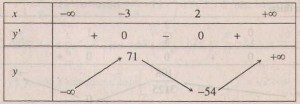 x −∞ −3 2 +∞
y' + 0 − 0 +
71 +∞
y
−∞ −54